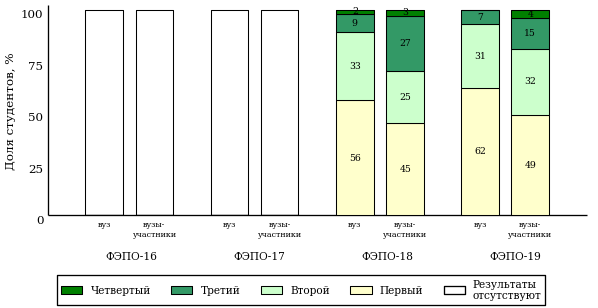 Доля студентов, %
100
75
50
25
0
2
9
33
56
3
27
25
45
7
31
62
4
15
32
49
вуз
вузы-
участники
вуз
вузы-
участники
вуз
вузы-
участники
вуз
вузы-
участники
ФЭПО-16
ФЭПО-17
ФЭПО-18
ФЭПО-19
Четвертый
Третий
Второй
Первый
Результаты
отсутствуют